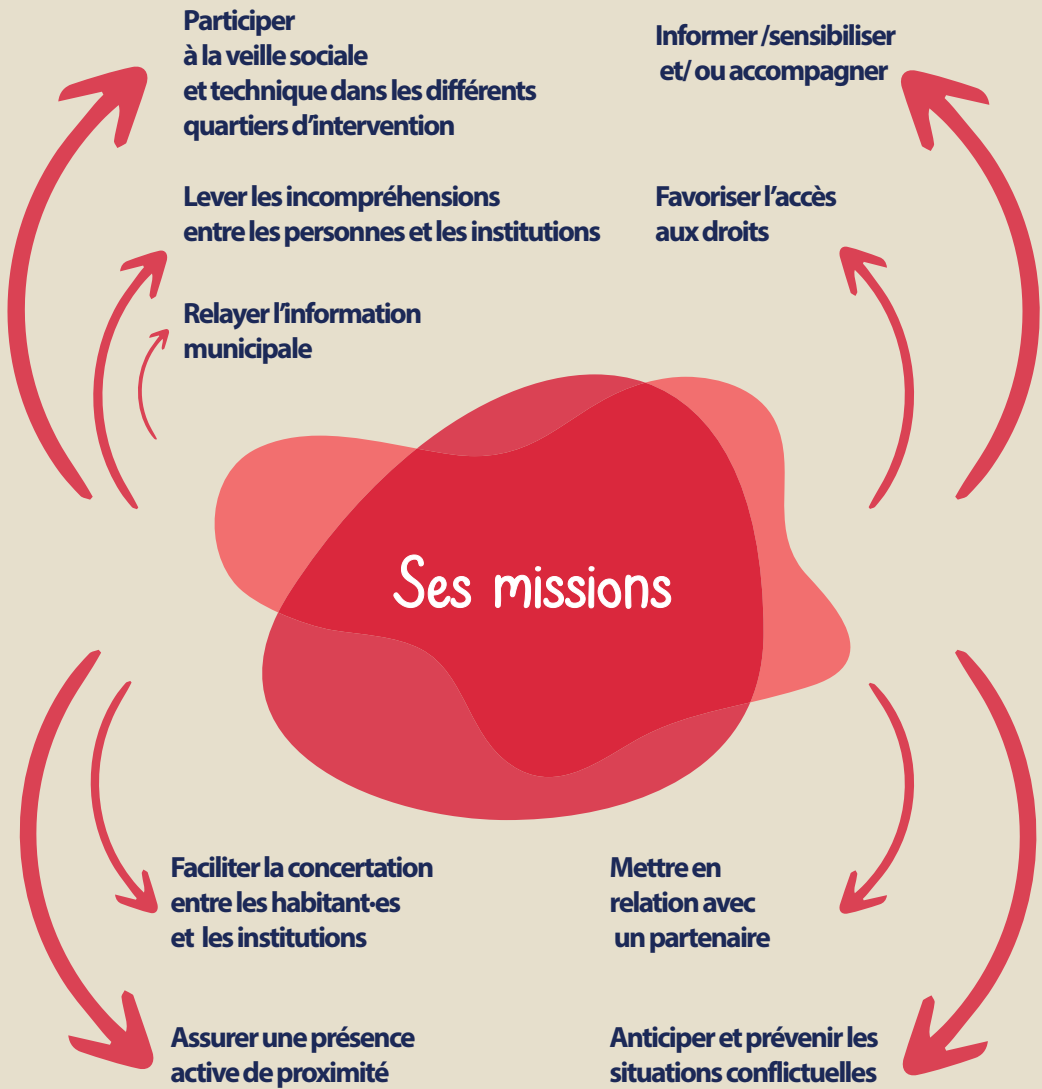 Participer
à la veille sociale
et technique dans les différents
quartiers d'intervention
Informer /sensibiliser
et/ ou accompagner
Lever les incompréhensions
entre les personnes et les institutions
Favoriser l'accès
aux droits
Relayer l'information
municipale
Ses missions
Faciliter la concertation
entre les habitant·es
et les institutions
Mettre en
relation avec
un partenaire
Assurer une présence
active de proximité
Anticiper et prévenir les
situations conflictuelles